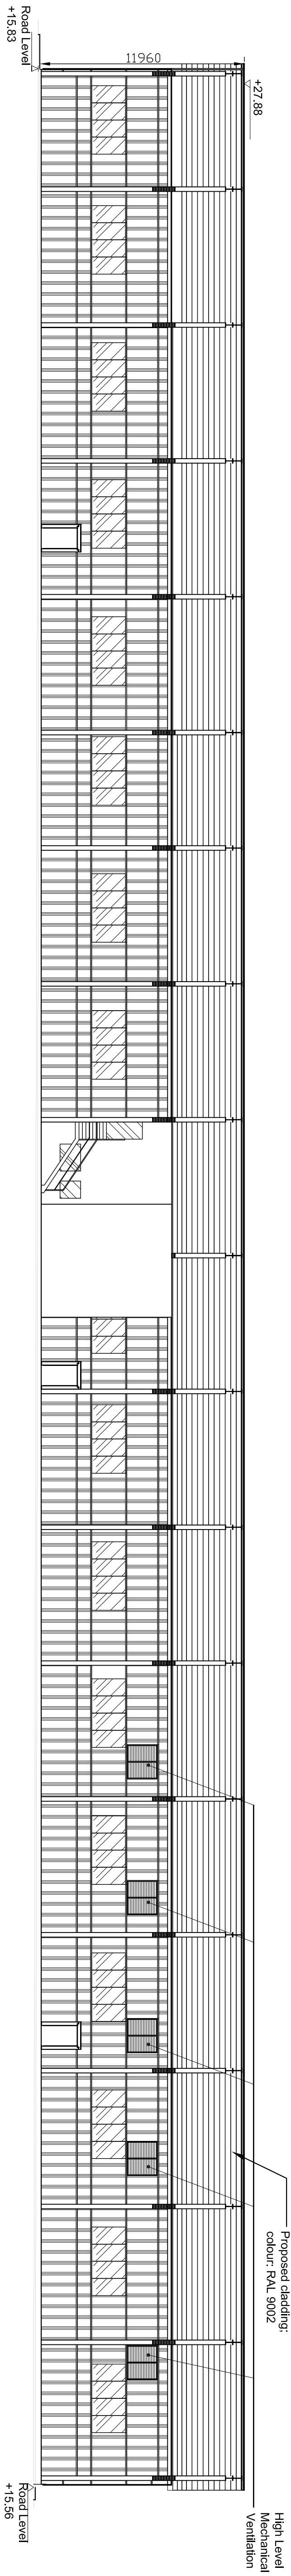 Road Level
+15.83
11960
+27.88
Proposed cladding;
colour: RAL 9002
High Level
Mechanical
Ventilation
Road Level
+15.56